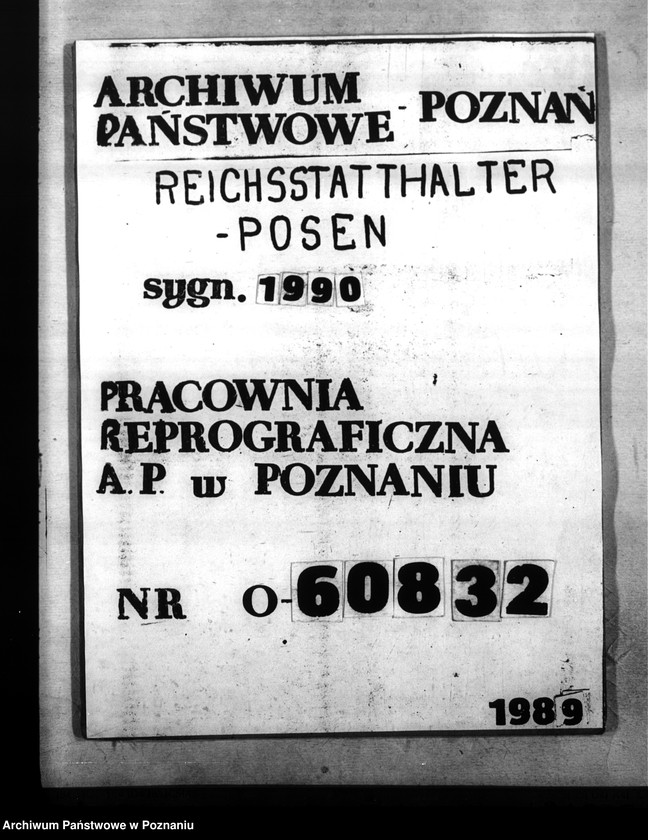 ARCHIWUM
PAŃSTWOWE - POZNAŃ
REICHSSTATTHALTER
-POSEN
sygn. 1990
PRACOWNIA
REPROGRAFICZNA
A.P. w POZNANIU
NR O-60832
1989
Archiwum Państwowe w Poznaniu